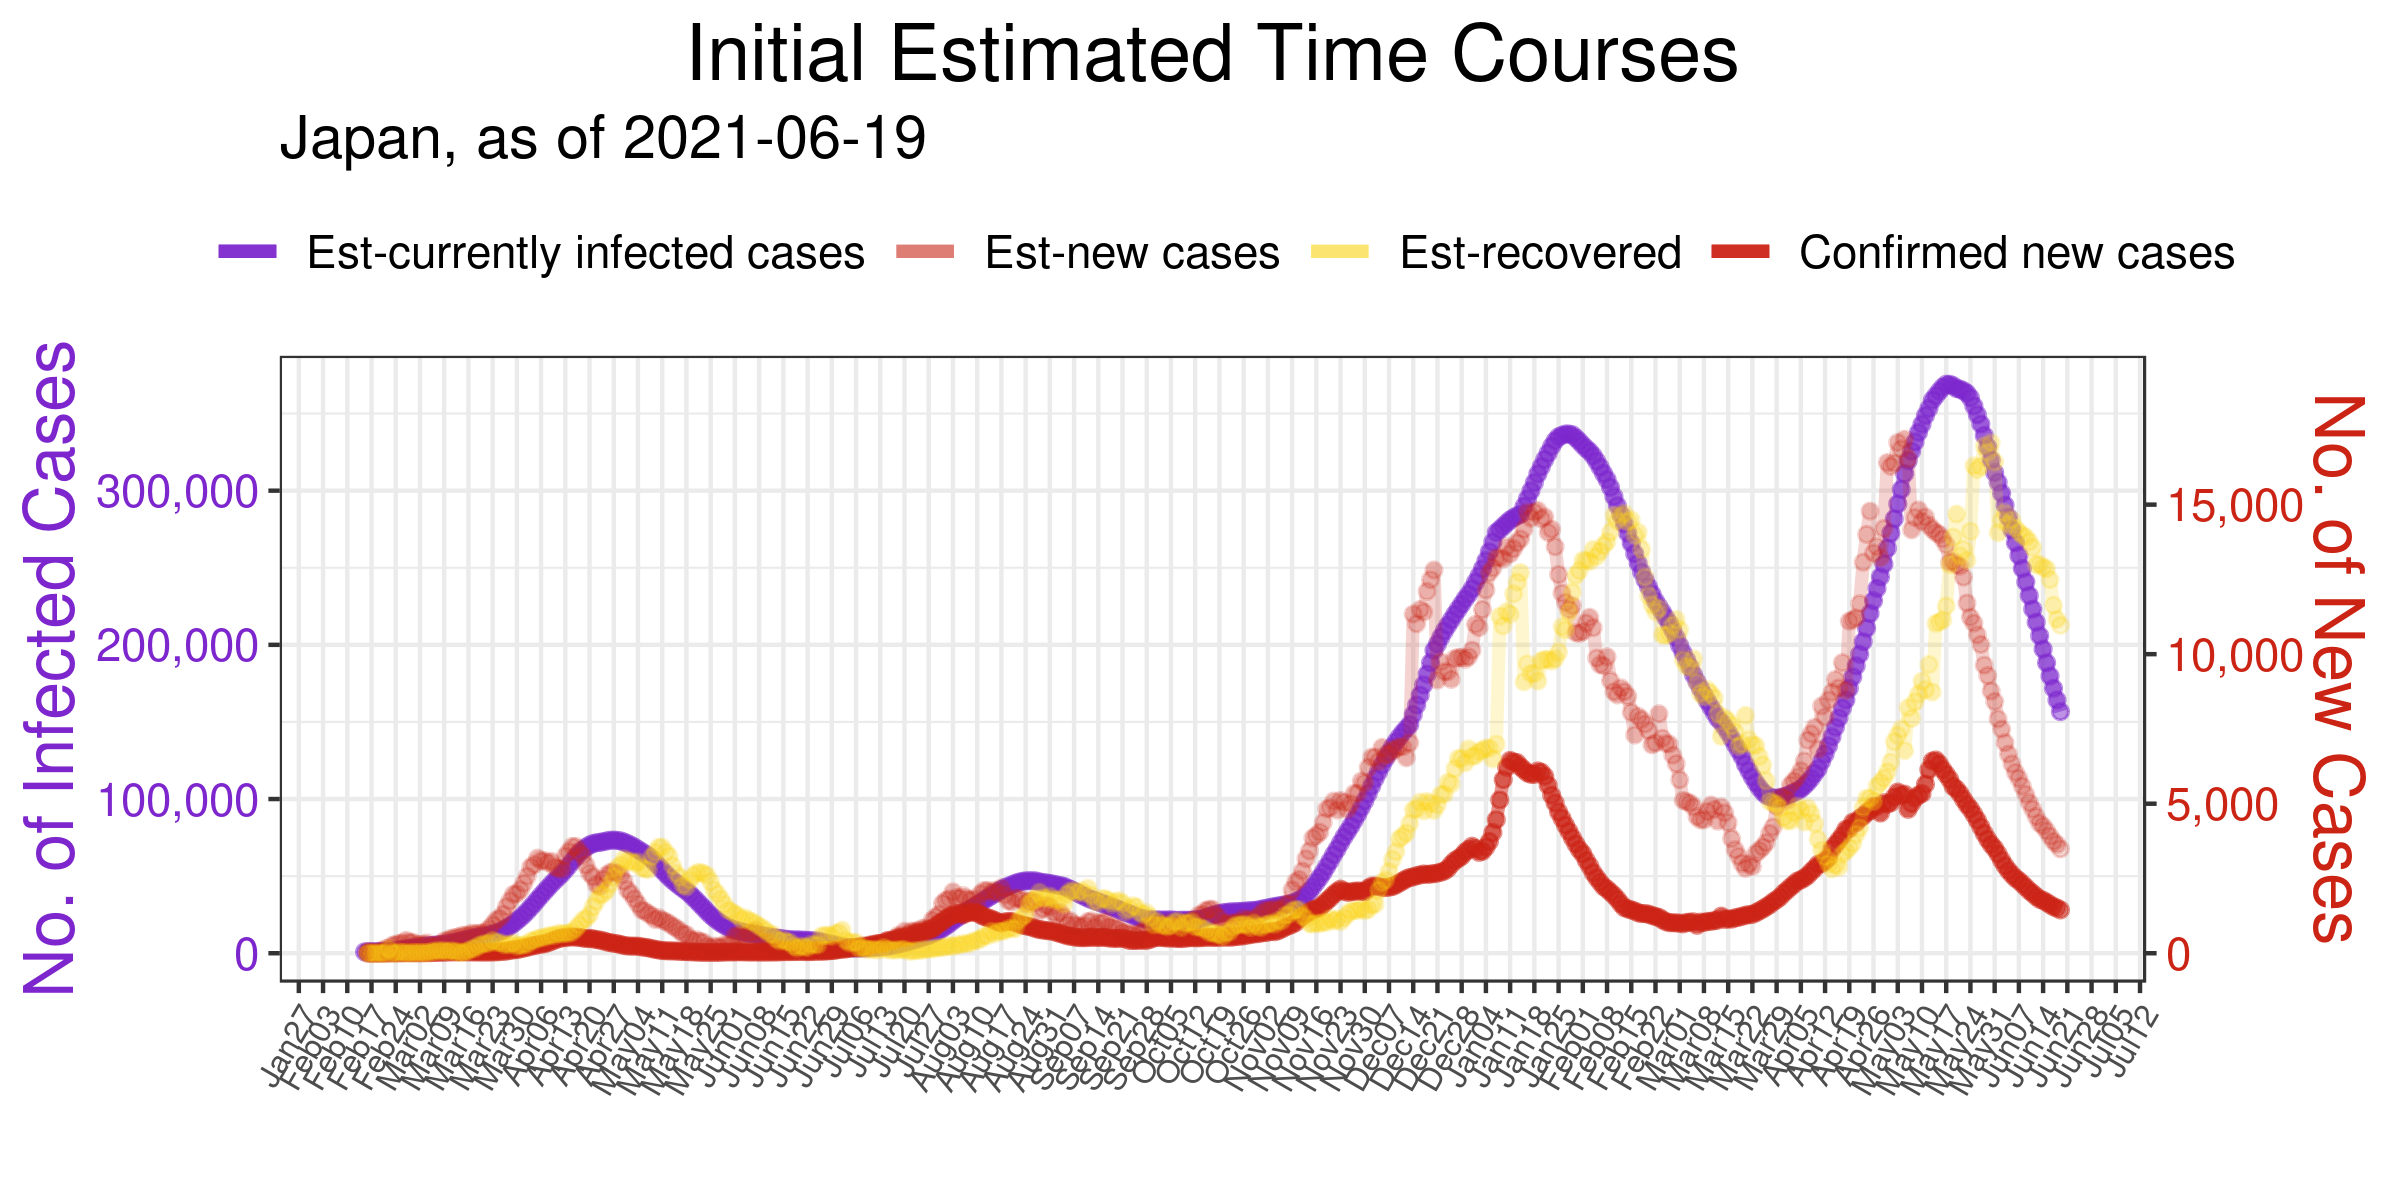 Initial Estimated Time Courses
Japan, as of 2021-06-19
Est-currently infected cases Est-new cases Est-recovered Confirmed new cases
No. of Infected Cases
300,000
200,000
100,000
0
15,000
10,000
5,000
0
No. of New Cases
Jan27
Feb03
Feb10
Feb17
Feb24
Mar02
Mar09
Mar16
Mar23
Mar30
Apr06
Apr13
Apr20
Apr27
May04
May11
May18
May25
Jun01
Jun08
Jun15
Jun22
Jun29
Jul06
Jul13
Jul20
Jul27
Aug03
Aug10
Aug17
Aug24
Aug31
Sep07
Sep14
Sep21
Sep28
Oct05
Oct12
Oct19
Oct26
Nov02
Nov09
Nov16
Nov23
Nov30
Dec07
Dec14
Dec21
Dec28
Jan04
Jan11
Jan18
Jan25
Feb01
Feb08
Feb15
Feb22
Mar01
Mar08
Mar15
Mar22
Mar29
Apr05
Apr12
Apr19
Apr26
May03
May10
May17
May24
May31
Jun07
Jun14
Jun21
Jun28
Jul05
Jul12